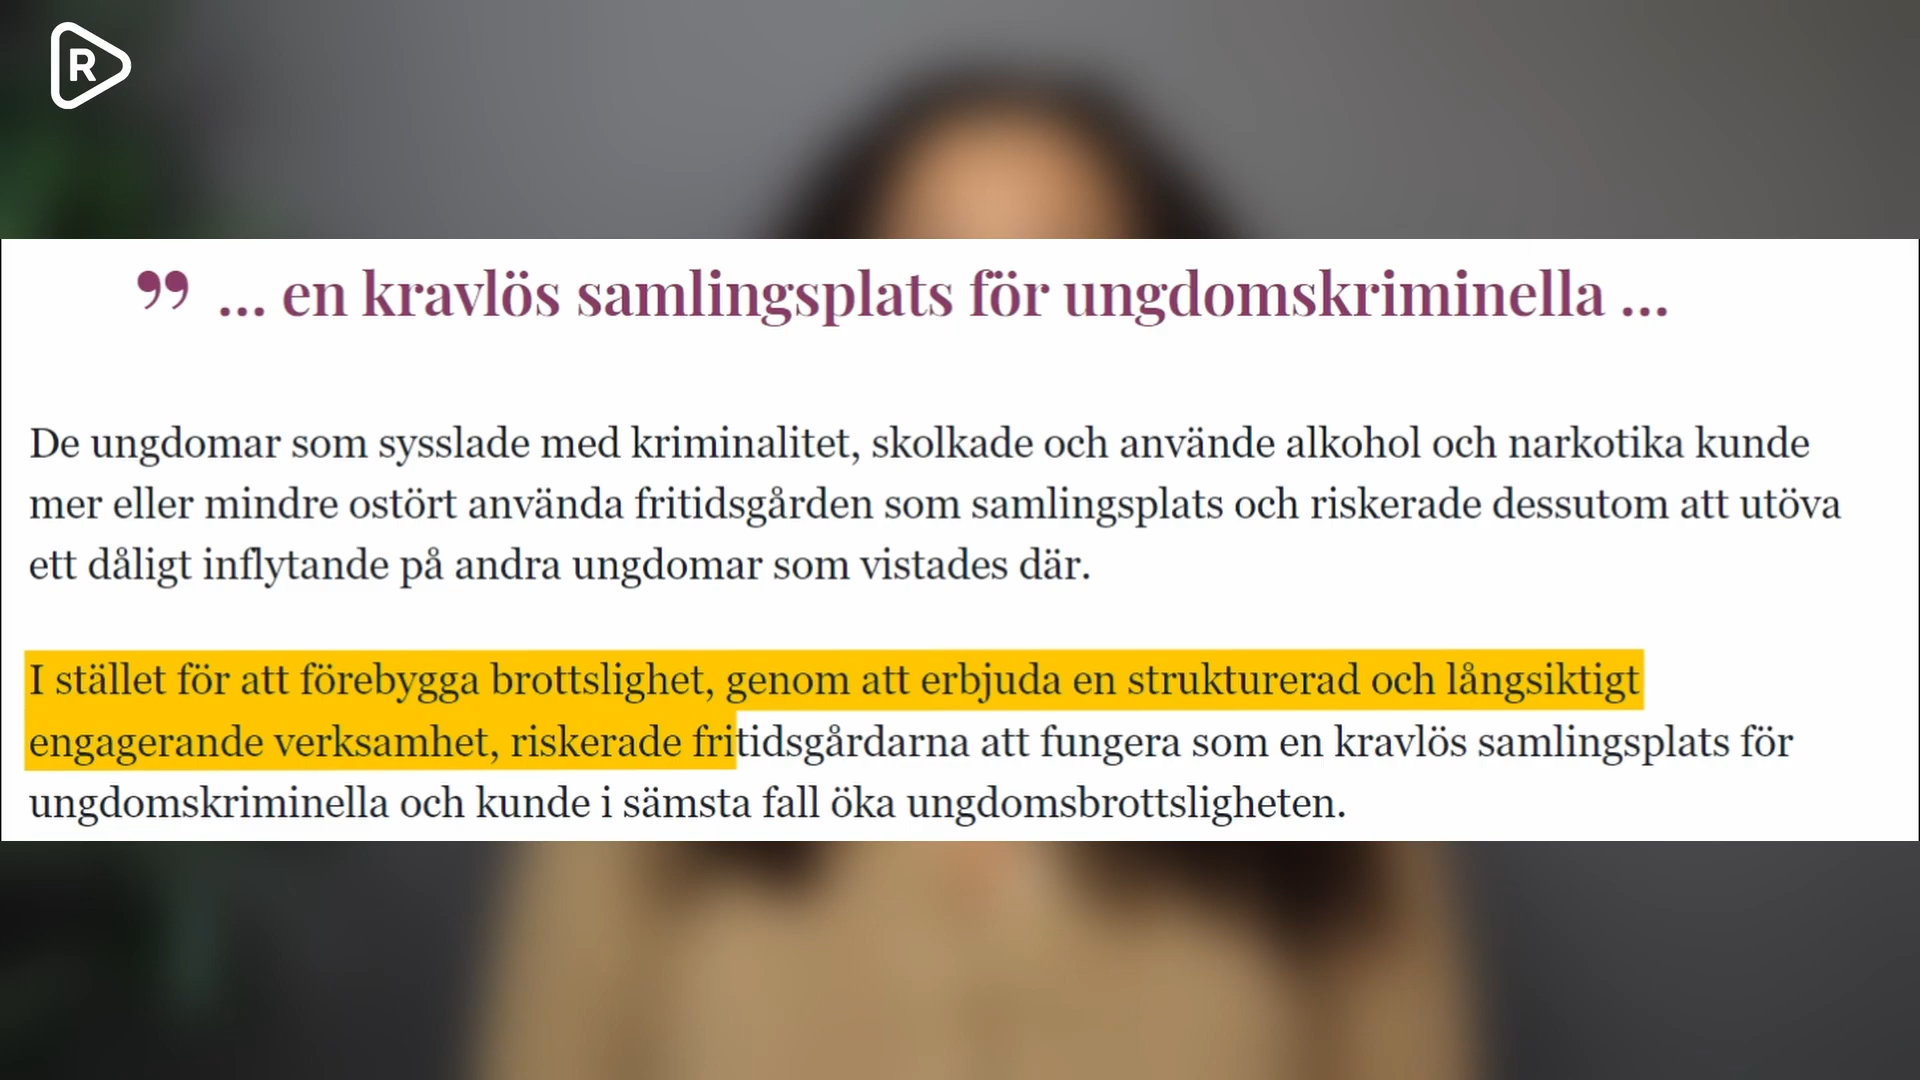 R
” ... en kravlös samlingsplats för ungdomskriminella ...
De ungdomar som sysslade med kriminalitet, skolkade och använde alkohol och narkotika kunde
mer eller mindre ostört använda fritidsgården som samlingsplats och riskerade dessutom att utöva
ett dåligt inflytande på andra ungdomar som vistades där.
I stället för att förebygga brottslighet, genom att erbjuda en strukturerad och långsiktigt
engagerande verksamhet, riskerade fritidsgårdarna att fungera som en kravlös samlingsplats för
ungdomskriminella och kunde i sämsta fall öka ungdomsbrottsligheten.